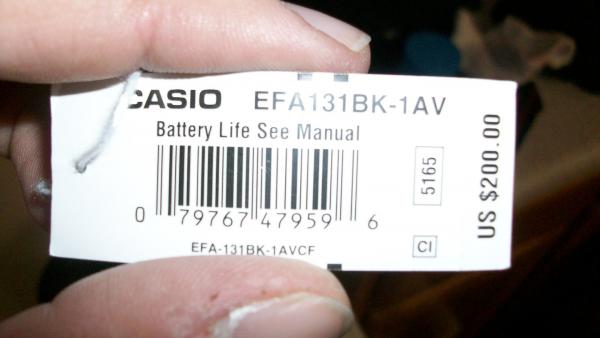 CASIO EFA131BK-1AV
Battery Life See Manual
0 79767 47959 6
EFA-131BK-1AVCF
5165
CI
US $200.00